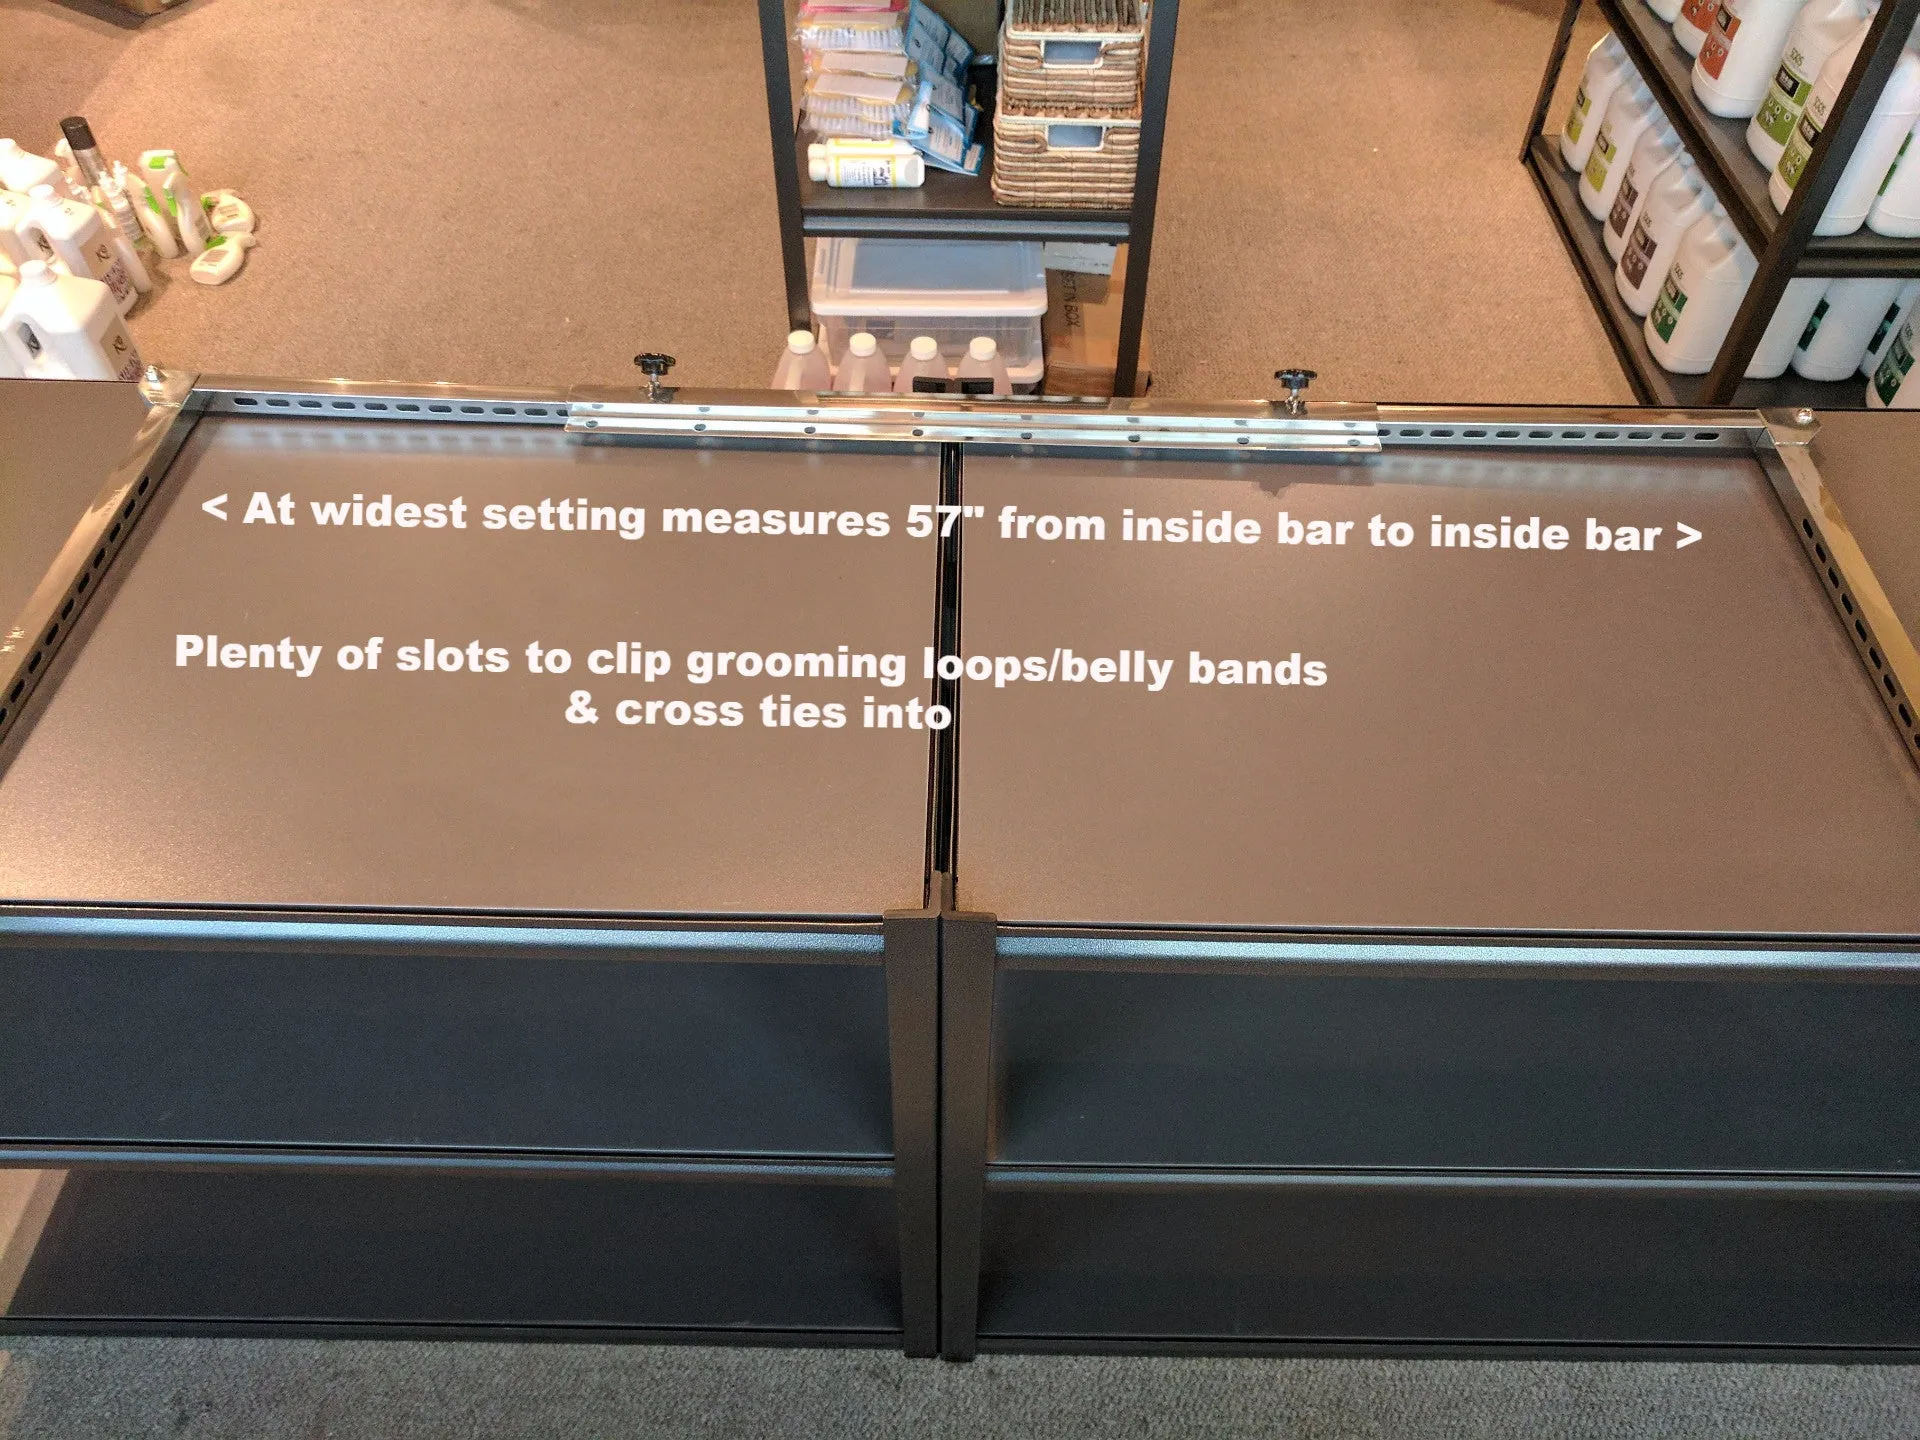 < At widest setting measures 57" from inside bar to inside bar >
Plenty of slots to clip grooming loops/belly bands
& cross ties into